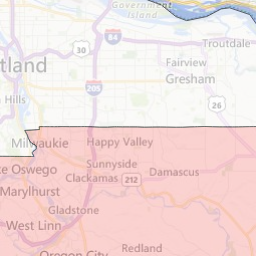 Government
Island
84
Troutdale
30
tland
Fairview
205
Gresham
Hills
26
Milwaukie
Happy Valley
Sunnyside
e Oswego
Clackamas
212
Damascus
Marylhurst
Gladstone
West Linn
Oregon City
Redland